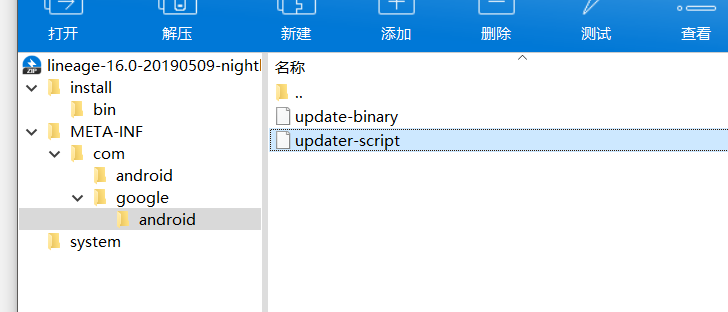 打开 解压 新建 添加 删除 测试 查看
lineage-16.0-20190509-nightl
install
bin
META-INF
com
android
google
android
system
名称
..
update-binary
updater-script